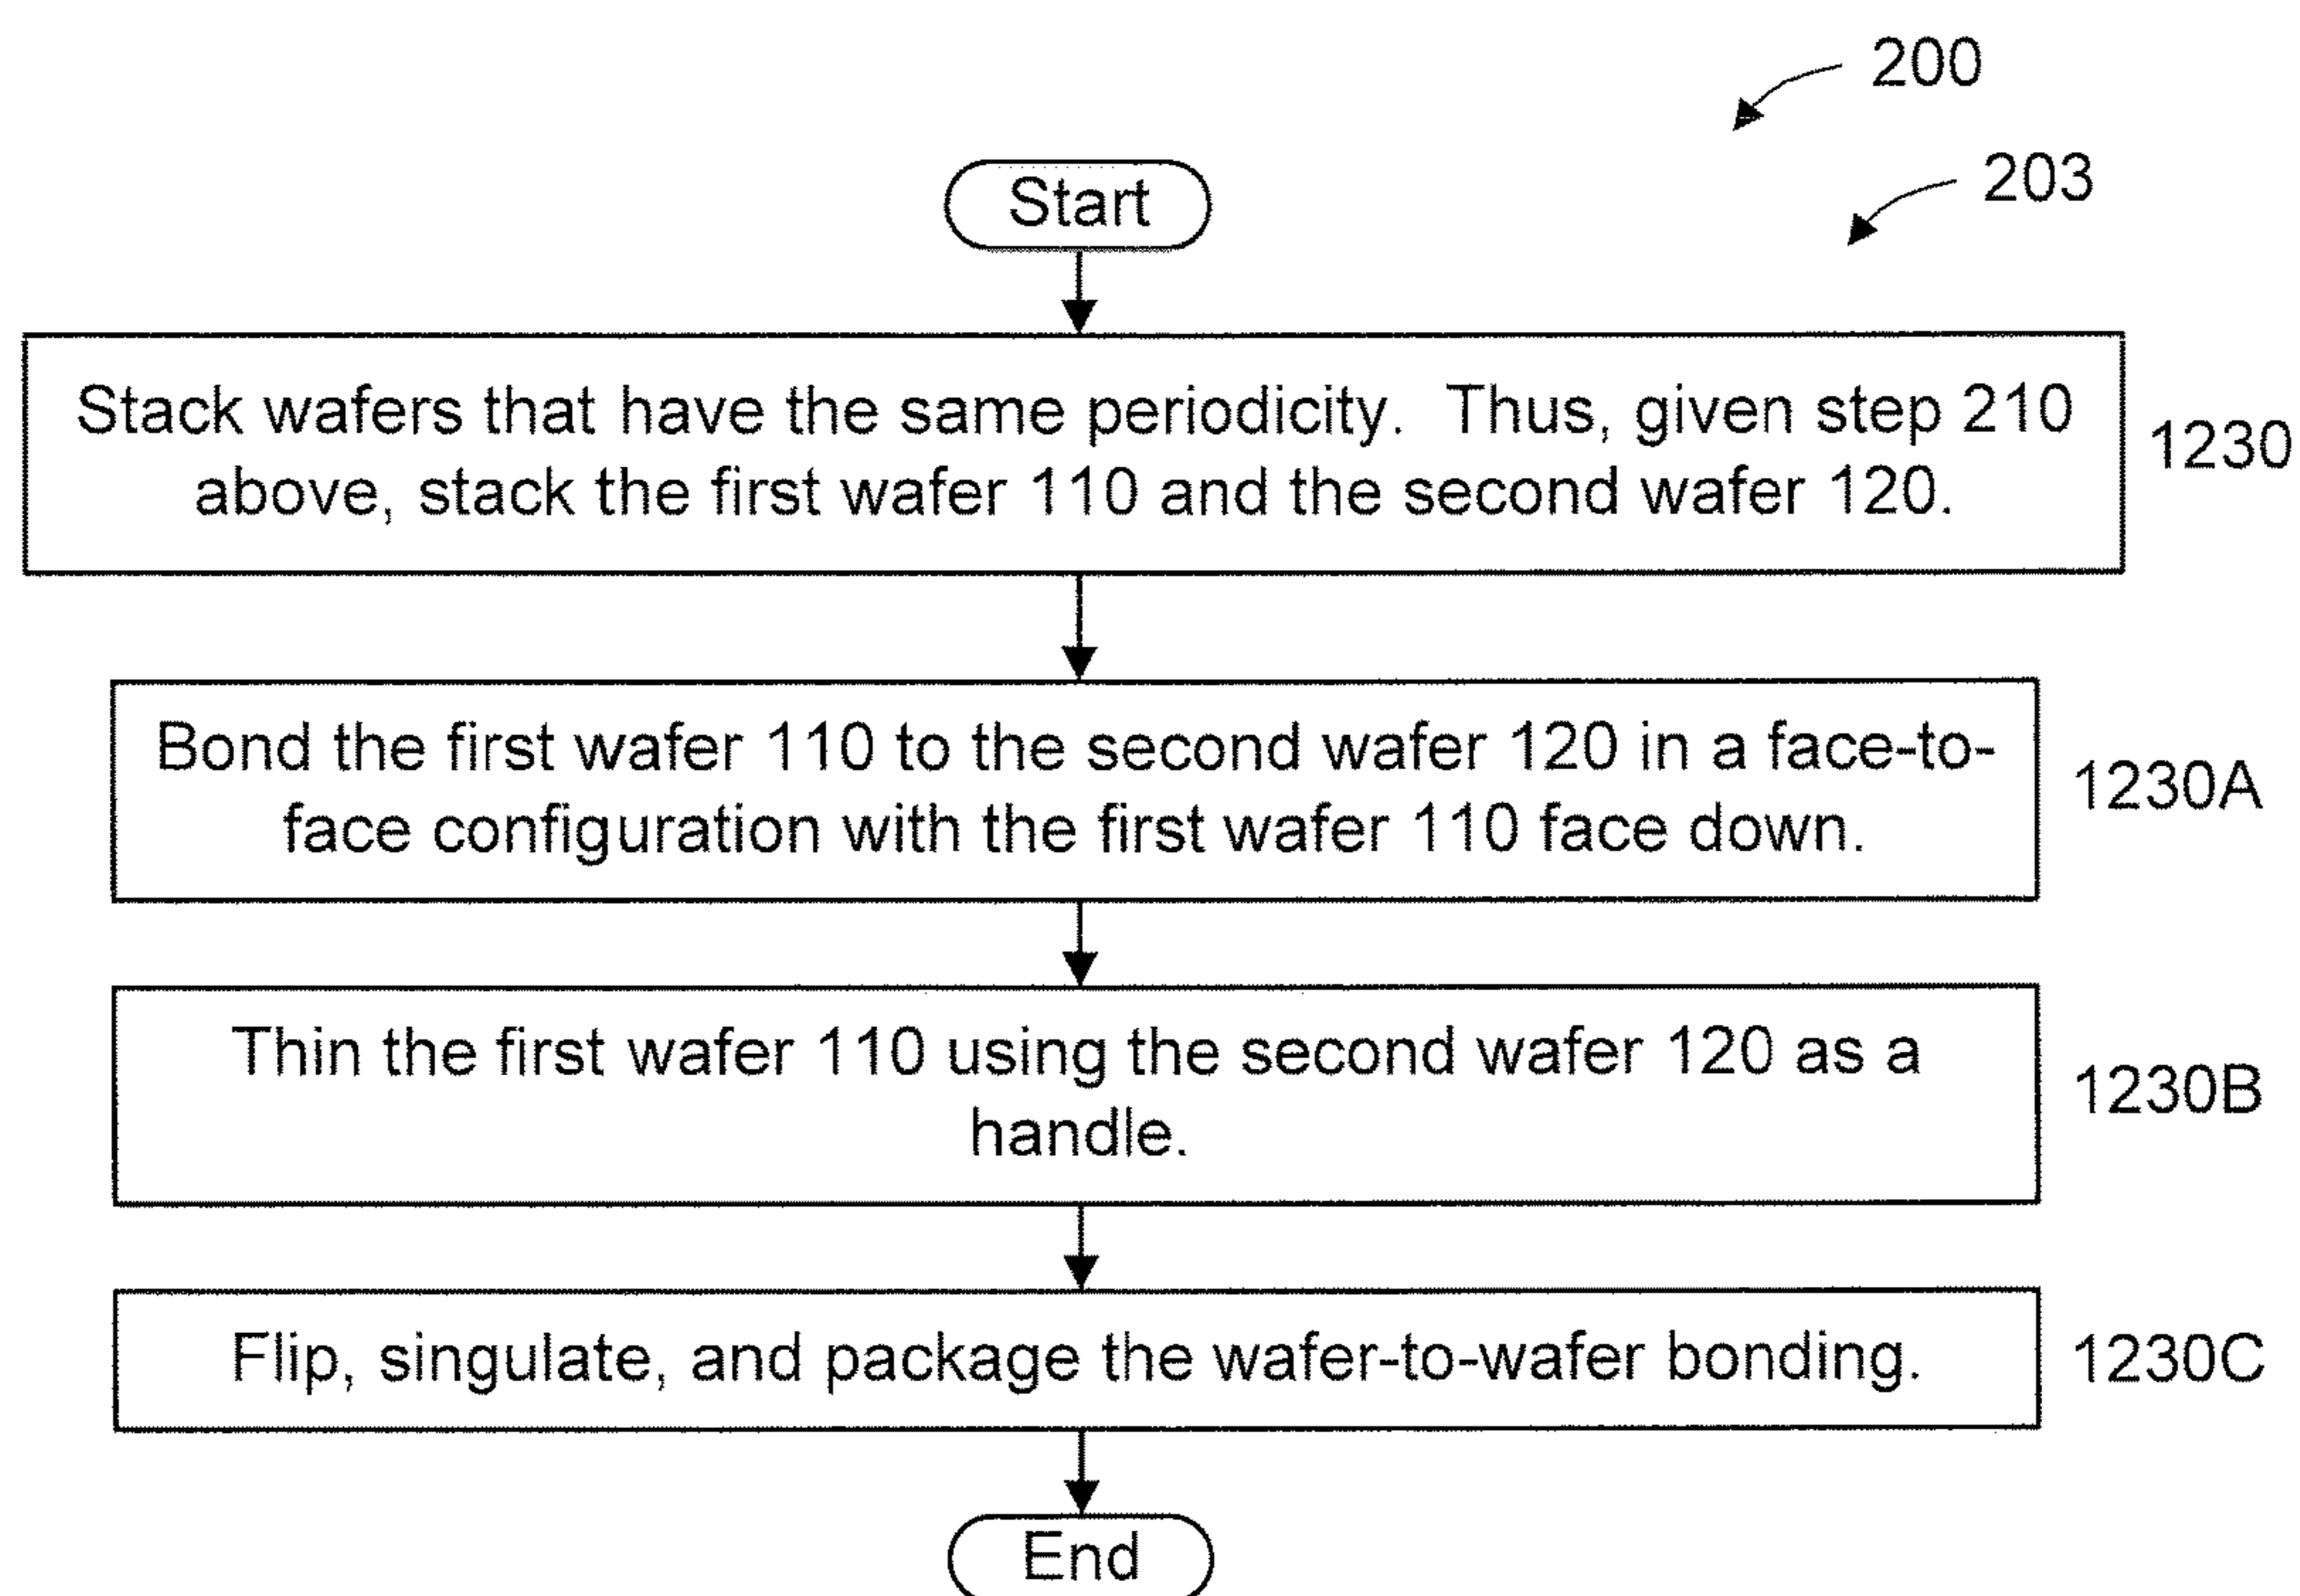 200
203
Start
Stack wafers that have the same periodicity. Thus, given step 210
above, stack the first wafer 110 and the second wafer 120.
1230
Bond the first wafer 110 to the second wafer 120 in a face-to-
face configuration with the first wafer 110 face down.
1230A
Thin the first wafer 110 using the second wafer 120 as a
handle.
1230B
Flip, singulate, and package the wafer-to-wafer bonding.
1230C
End